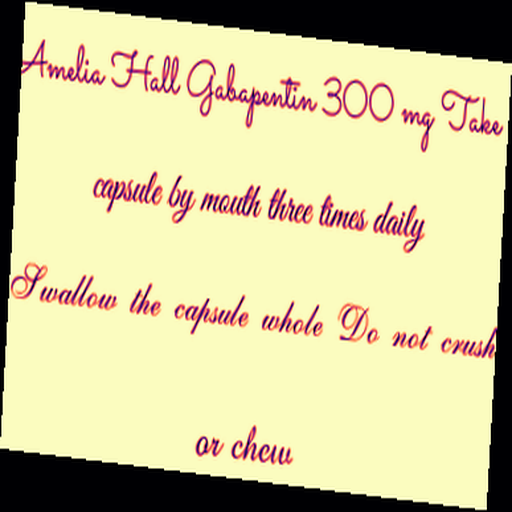 Amelia Hall Gabapentin 300 mg Take
capsule by mouth three times daily
Swallow the capsule whole Do not crush
or chew